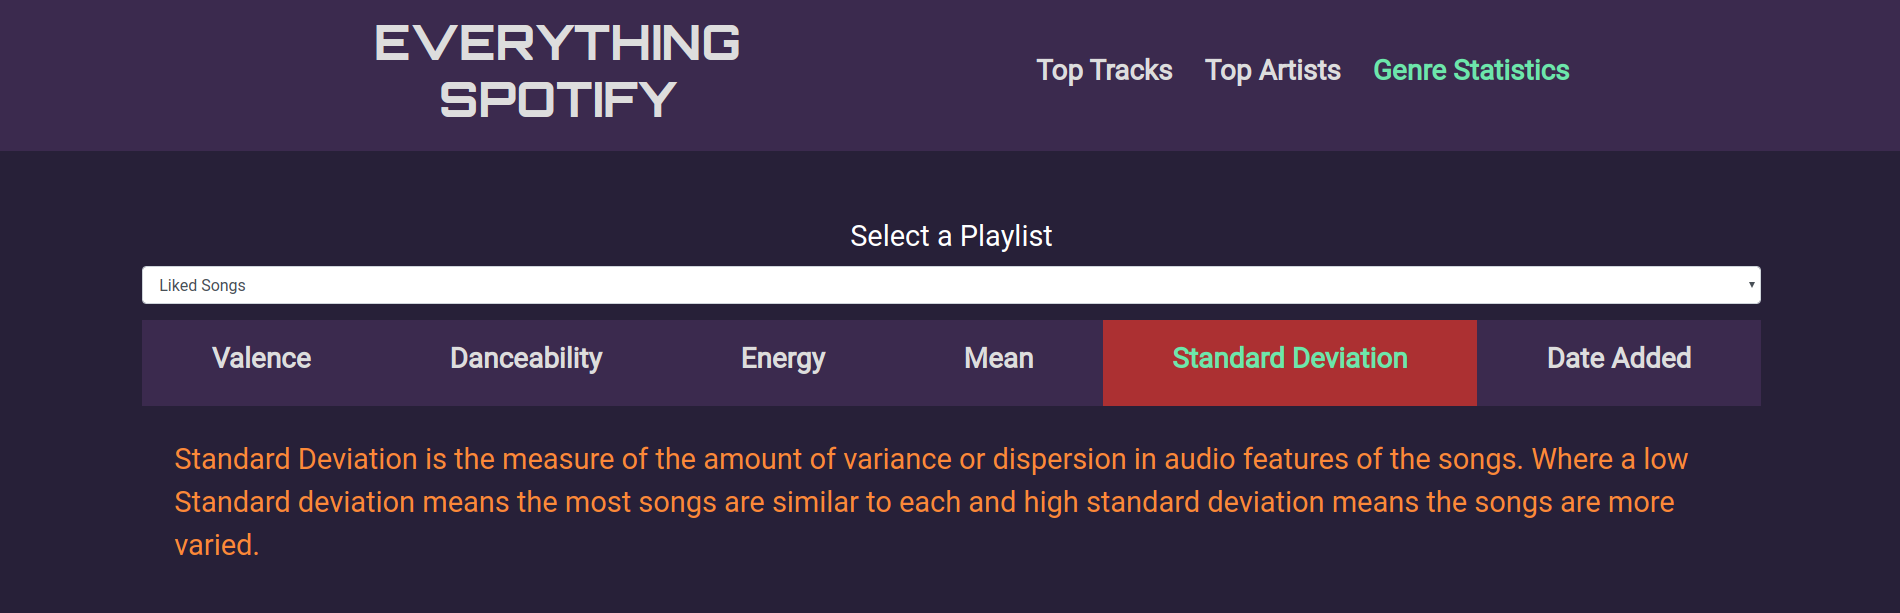 EVERYTHING
SPOTIFY
Top Tracks Top Artists Genre Statistics
Select a Playlist
Liked Songs
Valence Danceability Energy Mean Standard Deviation Date Added
Standard Deviation is the measure of the amount of variance or dispersion in audio features of the songs. Where a low
Standard deviation means the most songs are similar to each and high standard deviation means the songs are more
varied.